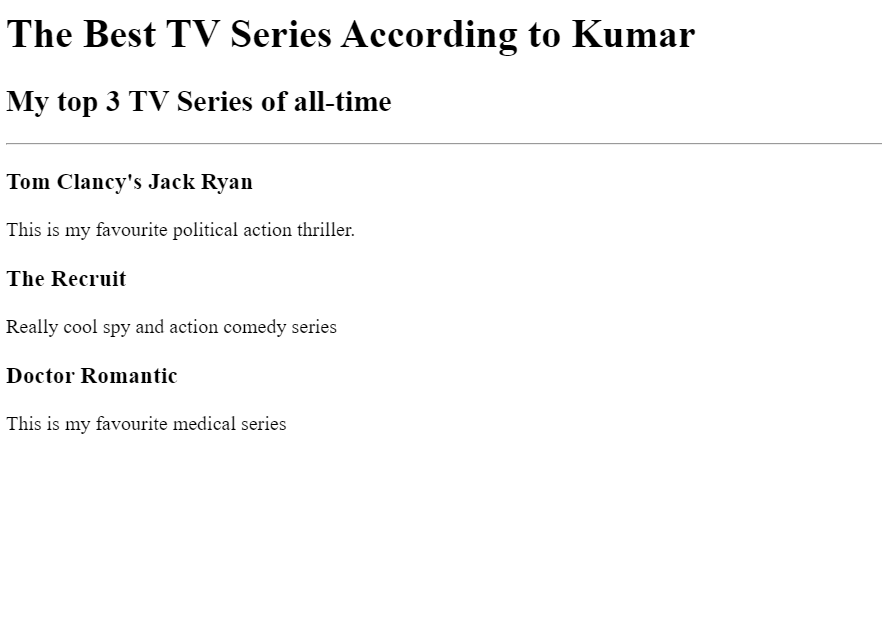 The Best TV Series According to Kumar
My top 3 TV Series of all-time
Tom Clancy's Jack Ryan
This is my favourite political action thriller.
The Recruit
Really cool spy and action comedy series
Doctor Romantic
This is my favourite medical series